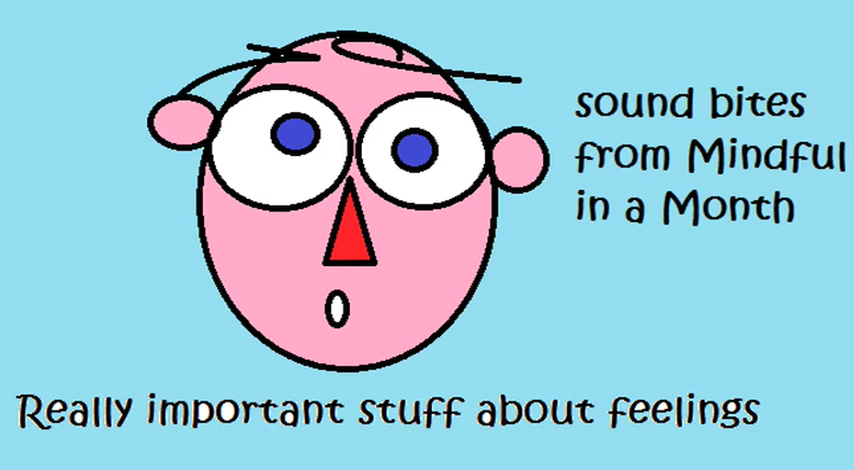 sound bites
from Mindful
in a Month
Really important stuff about feelings